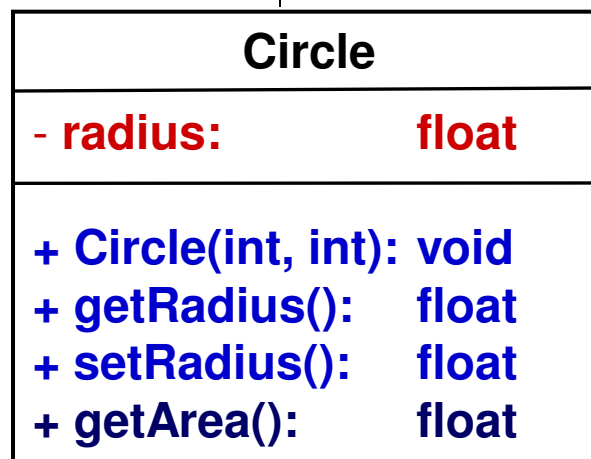 Circle
- radius: float
+ Circle(int, int): void
+ getRadius(): float
+ setRadius(): float
+ getArea(): float